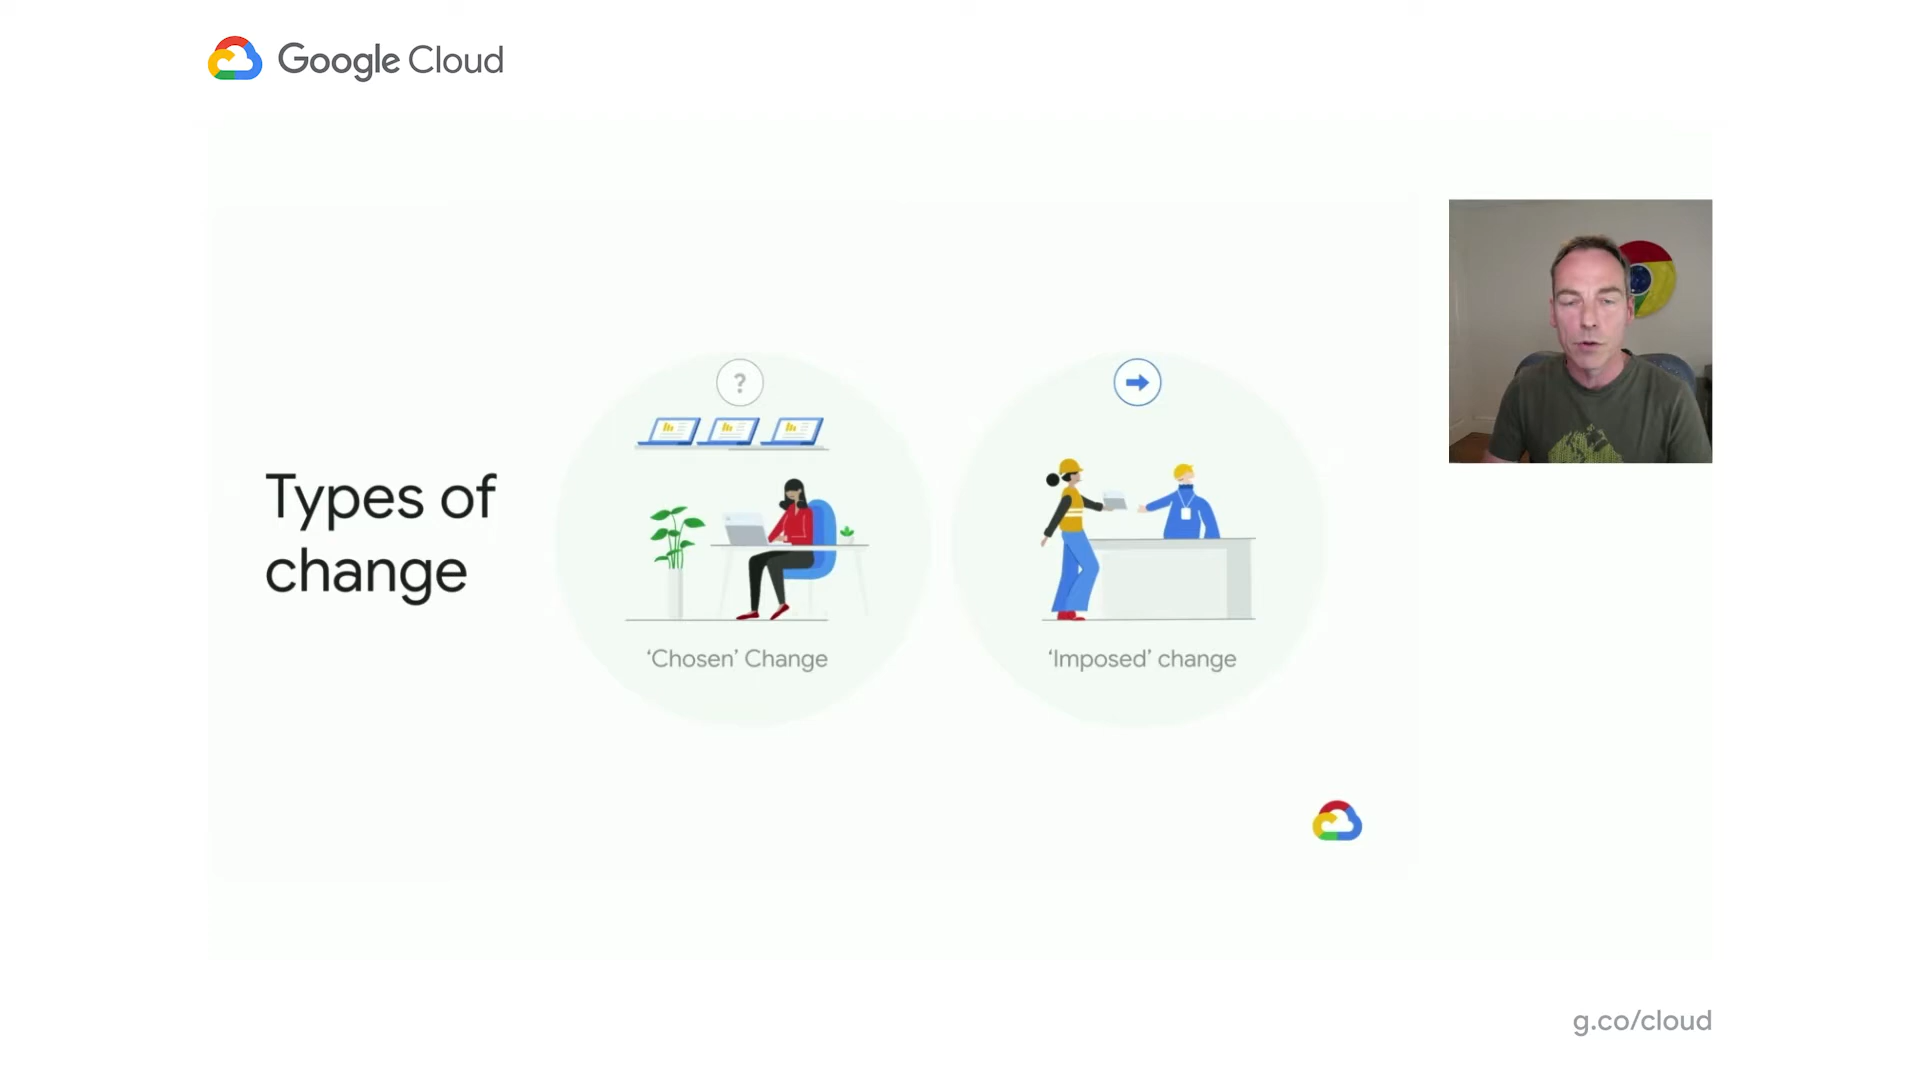 Google Cloud
Types of
change
?
‘Chosen’ Change
‘Imposed’ change
g.co/cloud